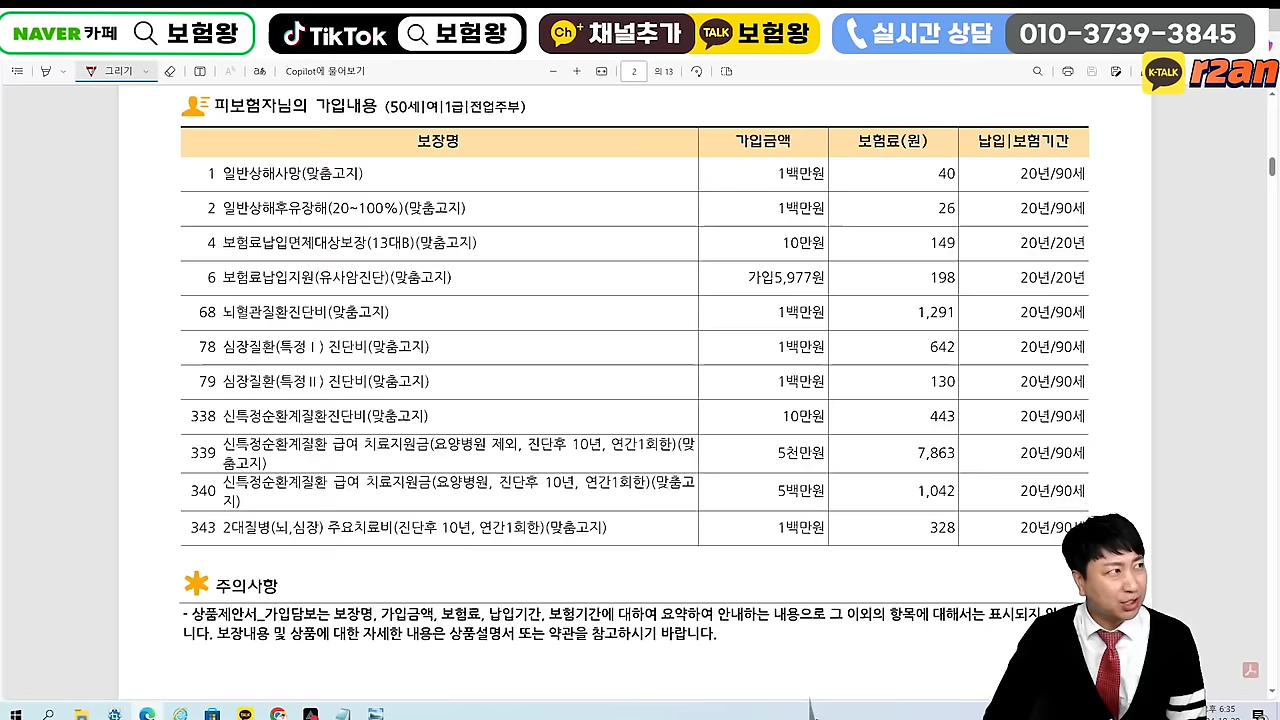 NAVER 카페 보험왕
TikTok 보험왕
Ch+ 채널추가 TALK 보험왕
실시간 상담 010-3739-3845
K-TALK r2an
그리기 Copilot에 물어보기 2 의 13
피보험자님의 가입내용 (50세|여|1급|전업주부)
보장명 가입금액 보험료(원) 납입|보험기간
1 일반상해사망(맞춤고지) 1백만원 40 20년/90세
2 일반상해후유장해(20~100%)(맞춤고지) 1백만원 26 20년/90세
4 보험료납입면제대상보장(13대B)(맞춤고지) 10만원 149 20년/20년
6 보험료납입지원(유사암진단)(맞춤고지) 가입5,977원 198 20년/20년
68 뇌혈관질환진단비(맞춤고지) 1백만원 1,291 20년/90세
78 심장질환(특정Ⅰ) 진단비(맞춤고지) 1백만원 642 20년/90세
79 심장질환(특정Ⅱ) 진단비(맞춤고지) 1백만원 130 20년/90세
338 신특정순환계질환진단비(맞춤고지) 10만원 443 20년/90세
339 신특정순환계질환 급여 치료지원금(요양병원 제외, 진단후 10년, 연간1회한)(맞
춤고지) 5천만원 7,863 20년/90세
340 신특정순환계질환 급여 치료지원금(요양병원, 진단후 10년, 연간1회한)(맞춤고
지) 5백만원 1,042 20년/90세
343 2대질병(뇌,심장) 주요치료비(진단후 10년, 연간1회한)(맞춤고지) 1백만원 328 20년/90
주의사항
- 상품제안서_가입담보는 보장명, 가입금액, 보험료, 납입기간, 보험기간에 대하여 요약하여 안내하는 내용으로 그 이외의 항목에 대해서는 표시되지
니다. 보장내용 및 상품에 대한 자세한 내용은 상품설명서 또는 약관을 참고하시기 바랍니다.
6:35